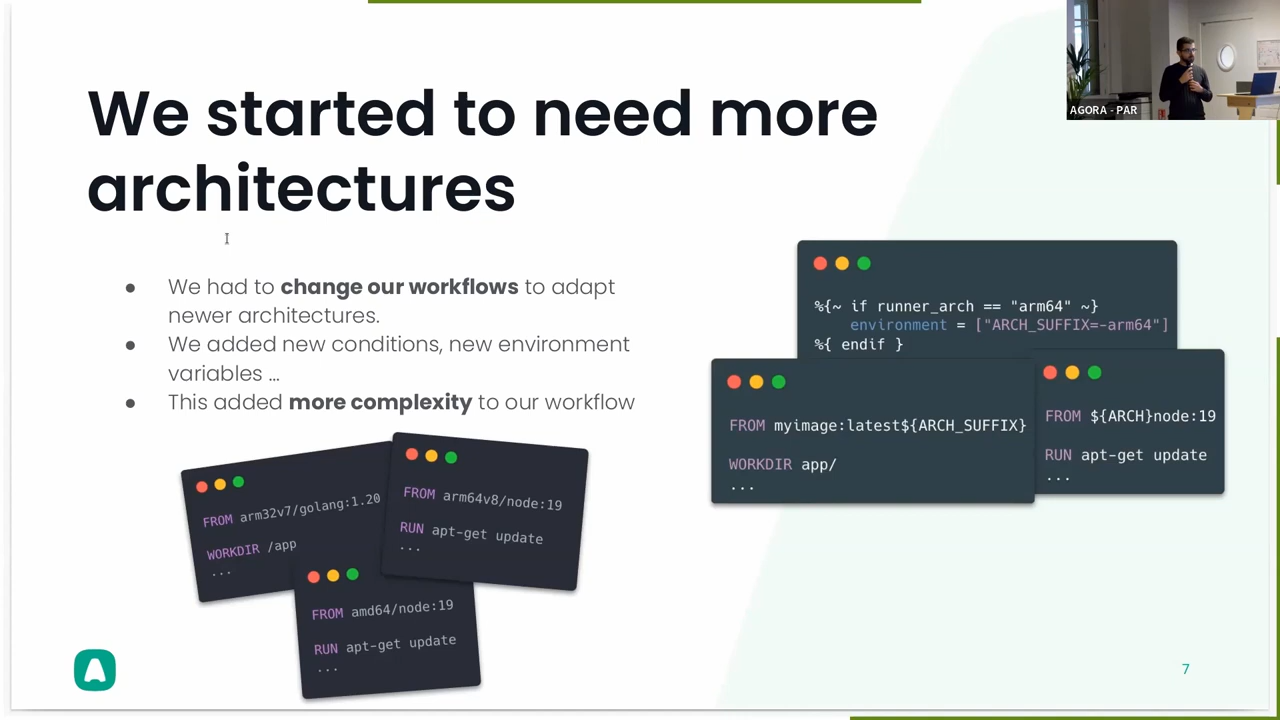 We started to need more
architectures
AGORA - PAR
● We had to change our workflows to adapt
newer architectures.
● We added new conditions, new environment
variables ...
● This added more complexity to our workflow
%{~ if runner_arch == "arm64" ~}
environment = ["ARCH_SUFFIX=-arm64"]
%{ endif }
FROM myimage:latest${ARCH_SUFFIX}
WORKDIR app/
...
FROM ${ARCH}node:19
RUN apt-get update
...
FROM arm32v7/golang:1.20
WORKDIR /app
...
FROM arm64v8/node:19
RUN apt-get update
...
FROM amd64/node:19
RUN apt-get update
...
7